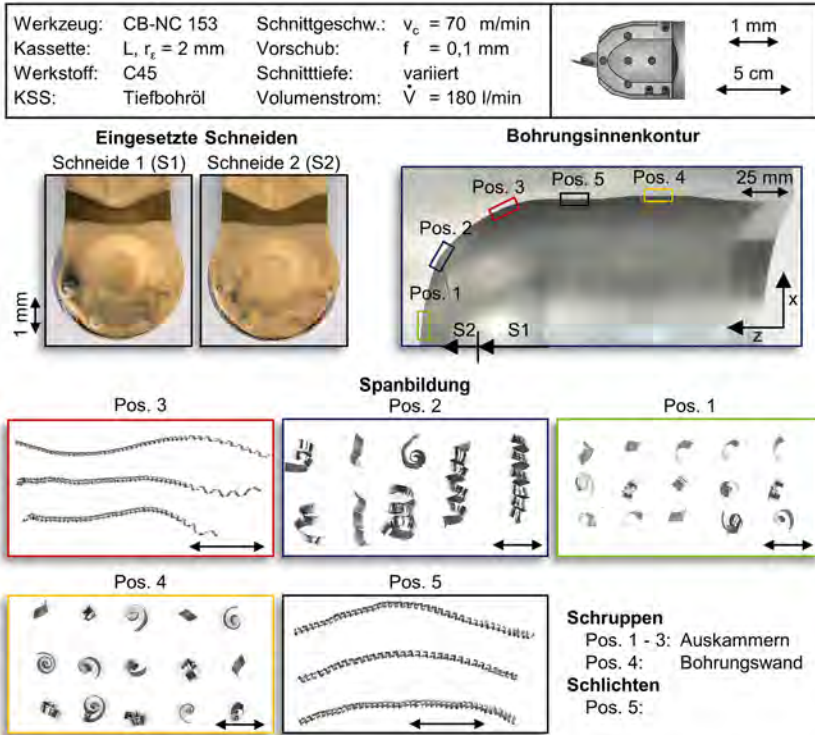 Werkzeug: CB-NC 153 Schnittgeschw.: v_c = 70 m/min
Kassette: L, r_ε = 2 mm Vorschub: f = 0,1 mm
Werkstoff: C45 Schnitttiefe: variiert
KSS: Tiefbohröl Volumenstrom: V̇ = 180 l/min
1 mm
5 cm
Eingesetzte Schneiden
Schneide 1 (S1) Schneide 2 (S2)
1 mm
Bohrungsinnenkontur
Pos. 3
Pos. 5
Pos. 4
25 mm
Pos. 2
Pos. 1
S2 S1
x
z
Spanbildung
Pos. 3 Pos. 2 Pos. 1
Pos. 4 Pos. 5
Schruppen
Pos. 1 - 3: Auskammern
Pos. 4: Bohrungswand
Schlichten
Pos. 5: